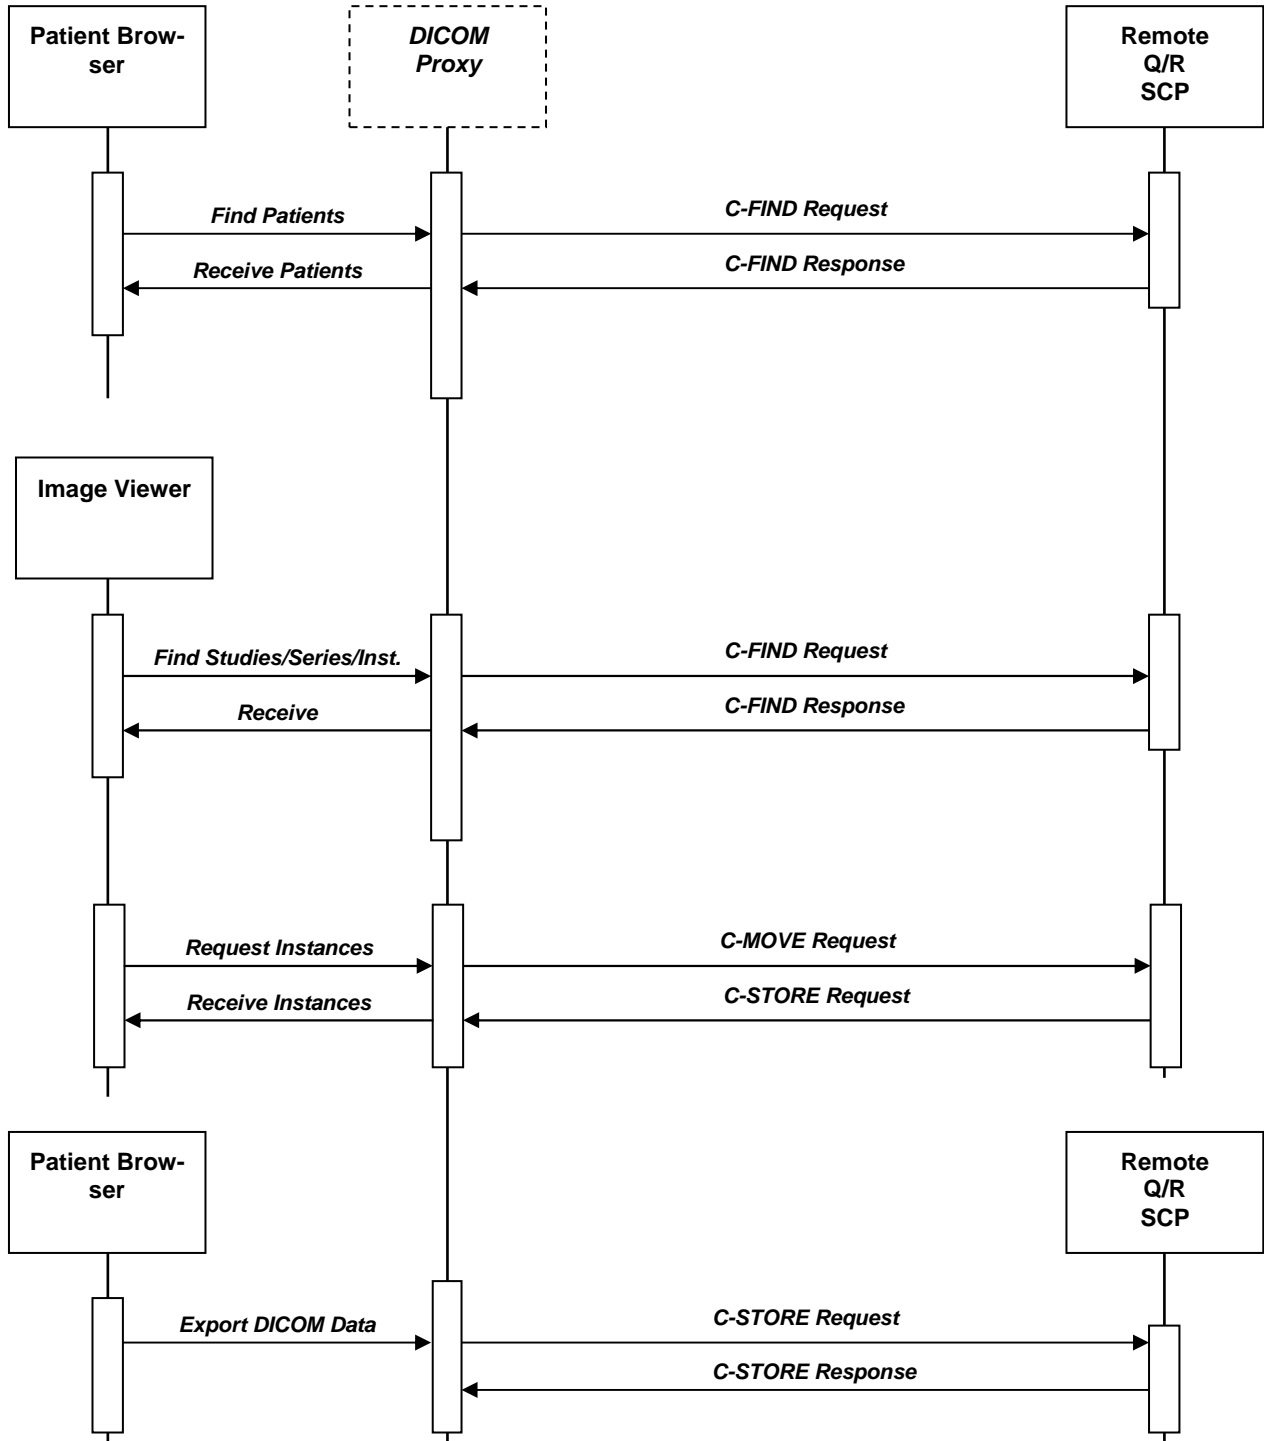 Patient Brow-
ser
DICOM
Proxy
Remote
Q/R
SCP
Find Patients
C-FIND Request
Receive Patients
C-FIND Response
Image Viewer
Find Studies/Series/Inst.
C-FIND Request
Receive
C-FIND Response
Request Instances
C-MOVE Request
Receive Instances
C-STORE Request
Patient Brow-
ser
Remote
Q/R
SCP
Export DICOM Data
C-STORE Request
C-STORE Response